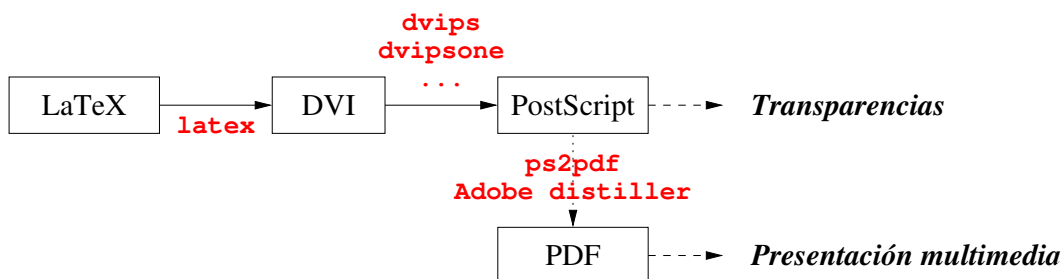 dvips
dvipsone
...
LaTeX
DVI
PostScript
Transparencias
latex
ps2pdf
Adobe distiller
PDF
Presentación multimedia